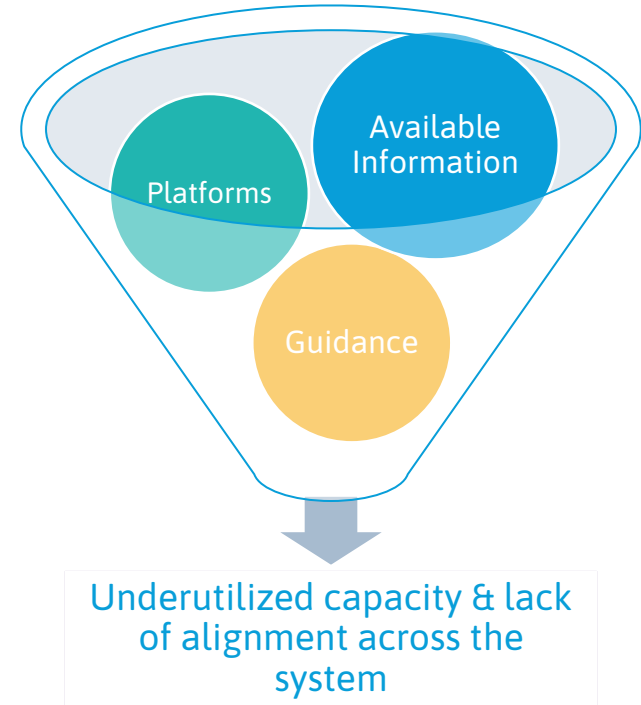 Available
Information
Platforms
Guidance
Underutilized capacity & lack
of alignment across the
system